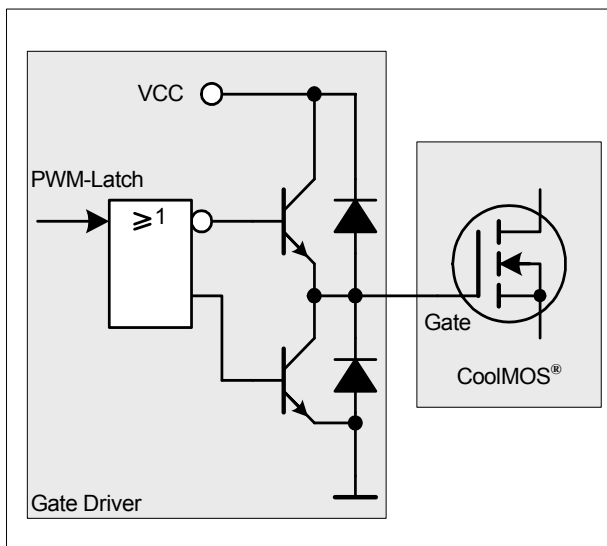 VCC
PWM-Latch
≥1
Gate
CoolMOS®
Gate Driver